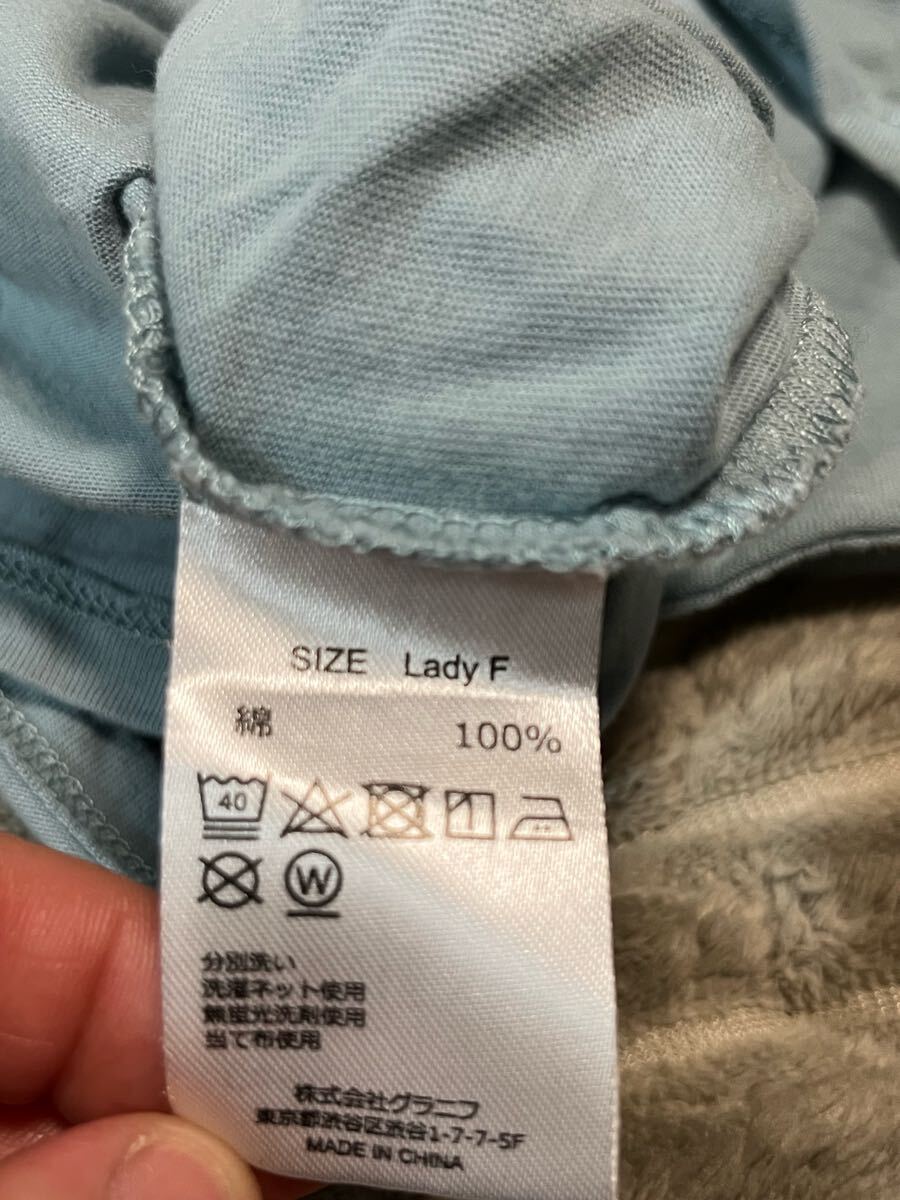 SIZE Lady F
綿 100%
40
W
分別洗い
洗濯ネット使用
無蛍光洗剤使用
当て布使用
株式会社グラニフ
東京都渋谷区渋谷1-7-7-5F
MADE IN CHINA